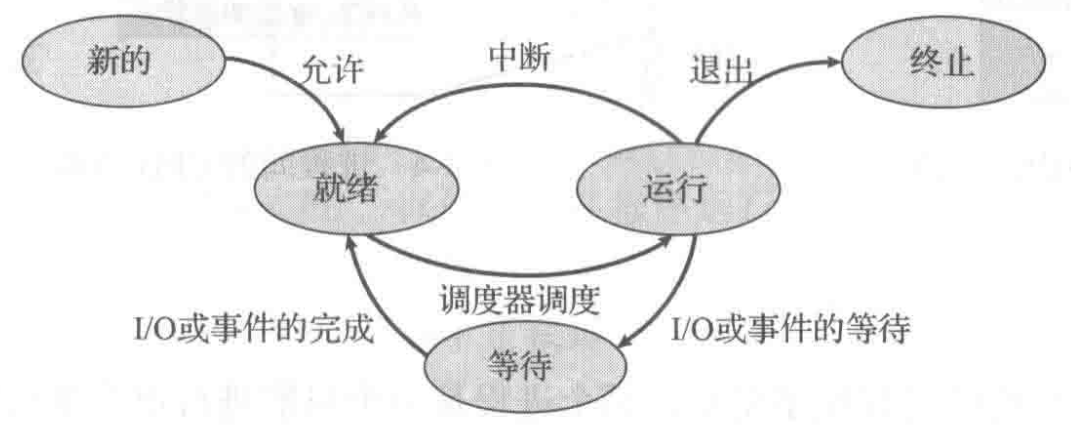 新的
允许
中断
退出
终止
就绪
运行
调度器调度
I/O或事件的完成
I/O或事件的等待
等待